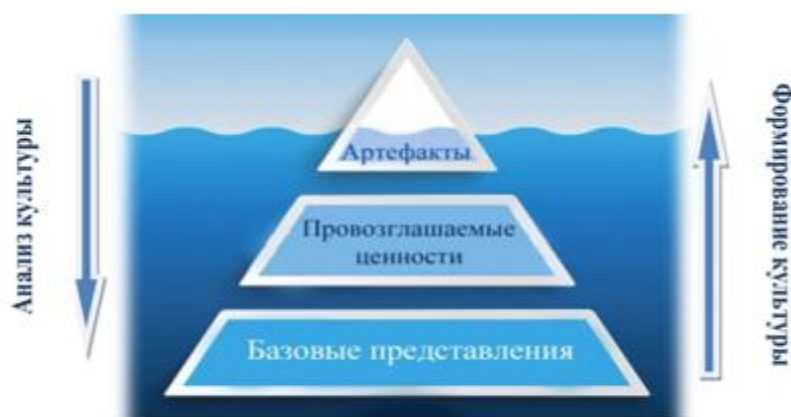 Анализ культуры
Артефакты
Провозглашаемые
ценности
Базовые представления
Формирование культуры